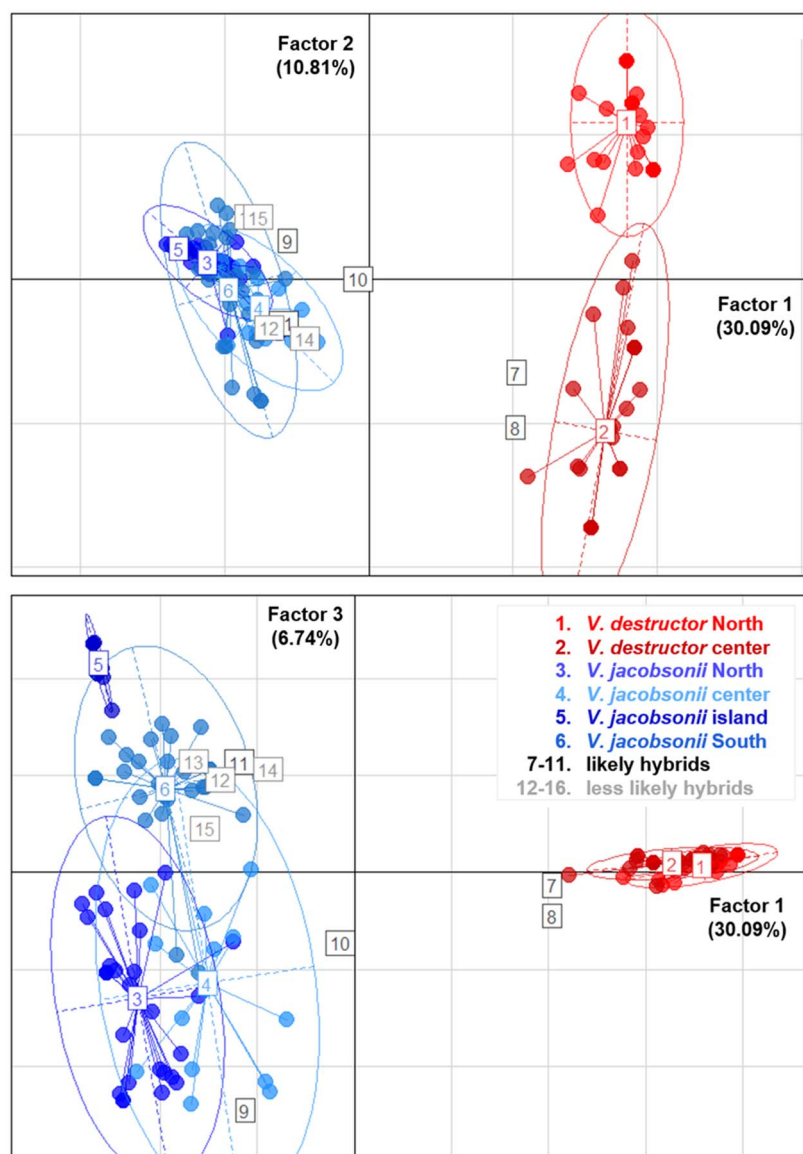 Factor 2
(10.81%)
1
15
9
5
3
10
6
4
12
1
14
Factor 1
(30.09%)
7
8
2
Factor 3
(6.74%)
5
13
11
14
12
6
15
10
3
4
9
1. V. destructor North
2. V. destructor center
3. V. jacobsonii North
4. V. jacobsonii center
5. V. jacobsonii island
6. V. jacobsonii South
7-11. likely hybrids
12-16. less likely hybrids
2
1
7
8
Factor 1
(30.09%)